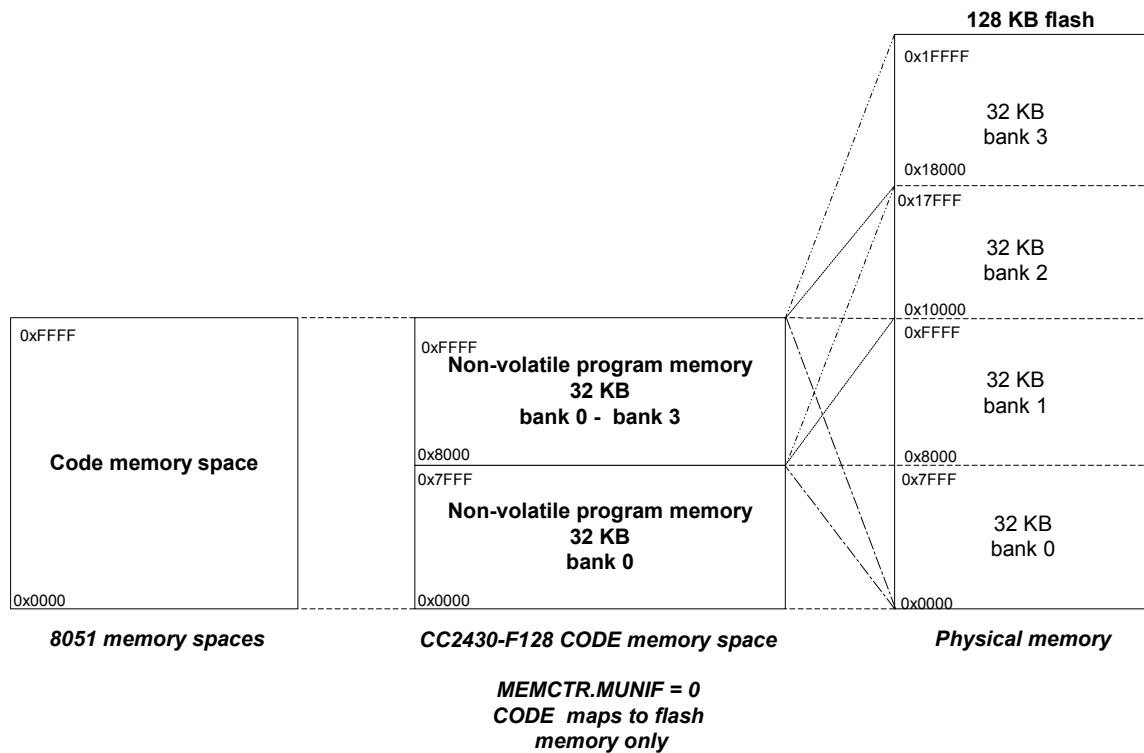 128 KB flash
0x1FFFF
32 KB
bank 3
0x18000
0x17FFF
32 KB
bank 2
0x10000
0xFFFF
32 KB
bank 1
0x8000
0x7FFF
32 KB
bank 0
0x0000
0xFFFF
Code memory space
0x0000
0xFFFF
Non-volatile program memory
32 KB
bank 0 - bank 3
0x8000
0x7FFF
Non-volatile program memory
32 KB
bank 0
0x0000
8051 memory spaces
CC2430-F128 CODE memory space
Physical memory
MEMCTR.MUNIF = 0
CODE maps to flash
memory only